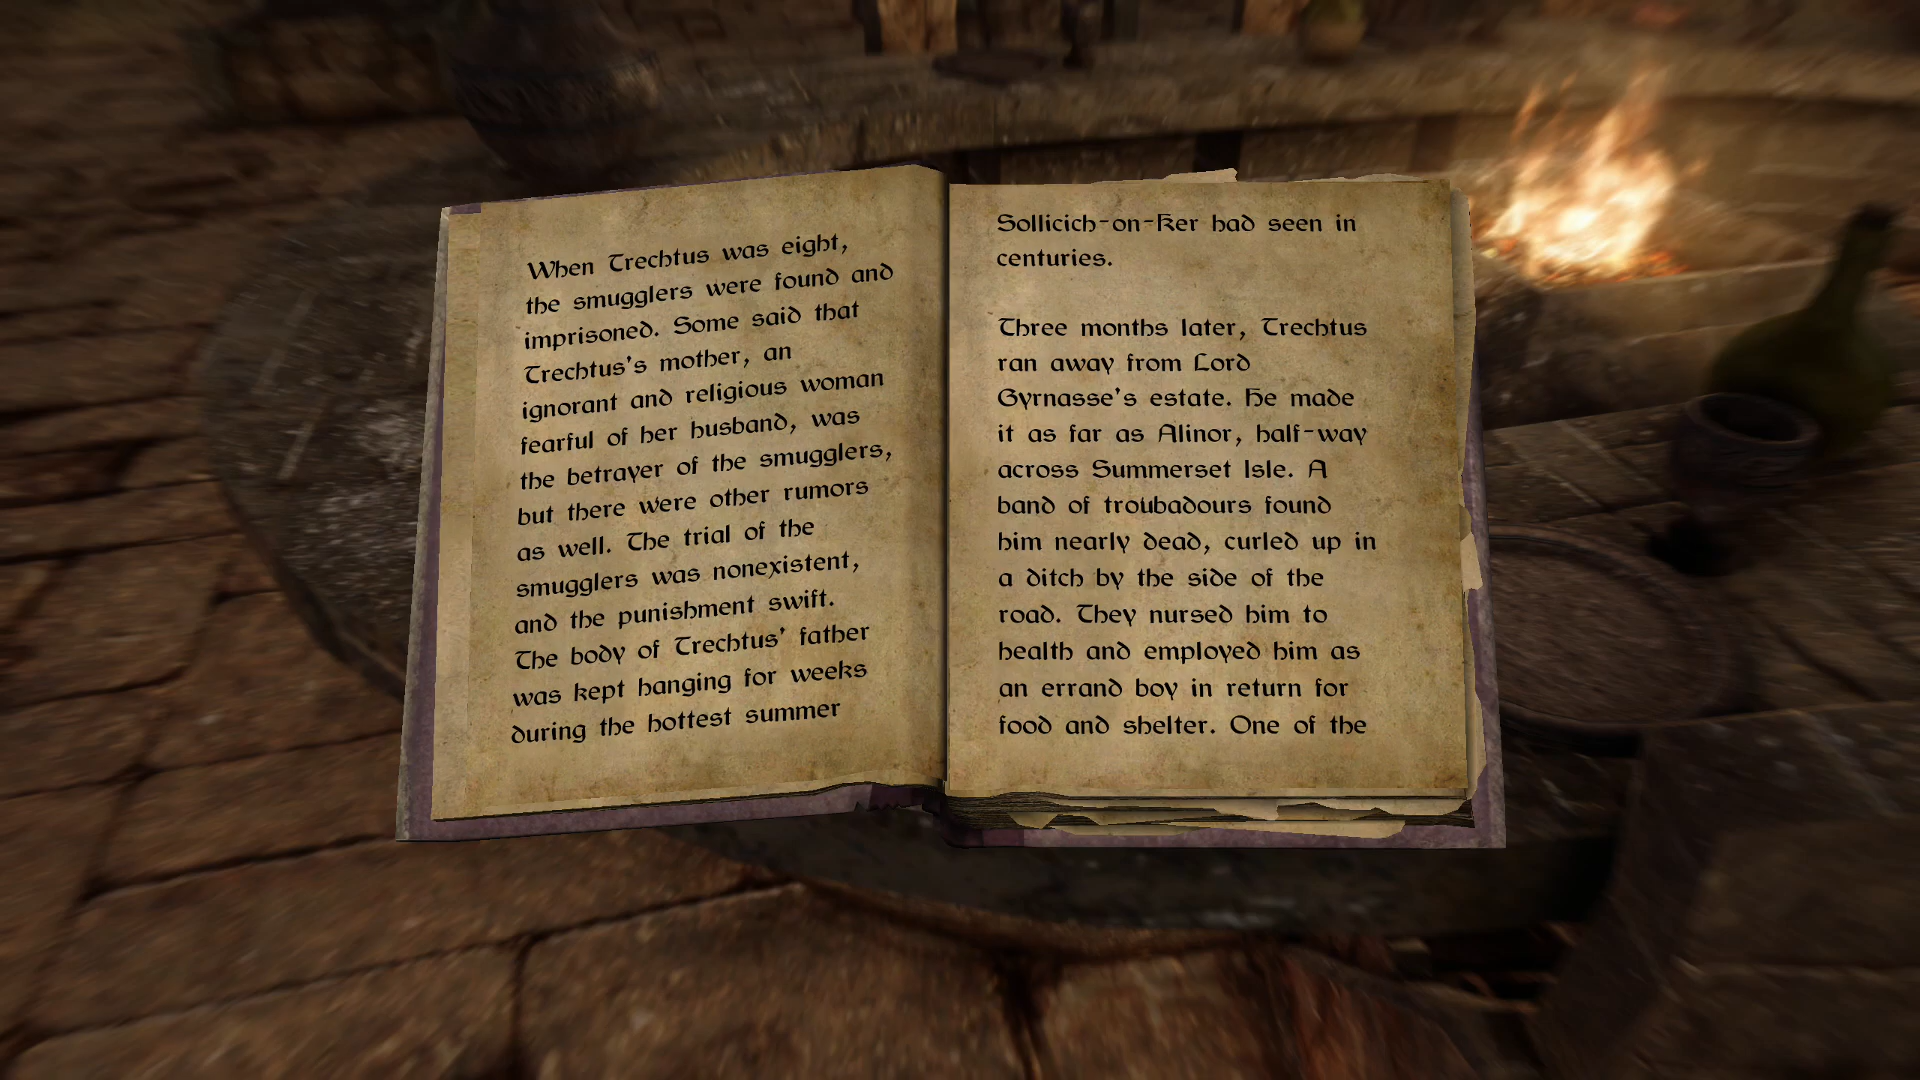 When Trechtus was eight,
the smugglers were found and
imprisoned. Some said that
Trechtus's mother, an
ignorant and religious woman
fearful of her husband, was
the betrayer of the smugglers,
but there were other rumors
as well. The trial of the
smugglers was nonexistent,
and the punishment swift.
The body of Trechtus' father
was kept hanging for weeks
during the hottest summer
Sollicich-on-Ker had seen in
centuries.
Three months later, Trechtus
ran away from Lord
Gyrnasse's estate. He made
it as far as Alinor, half-way
across Summerset Isle. A
band of troubadours found
him nearly dead, curled up in
a ditch by the side of the
road. They nursed him to
health and employed him as
an errand boy in return for
food and shelter. One of the